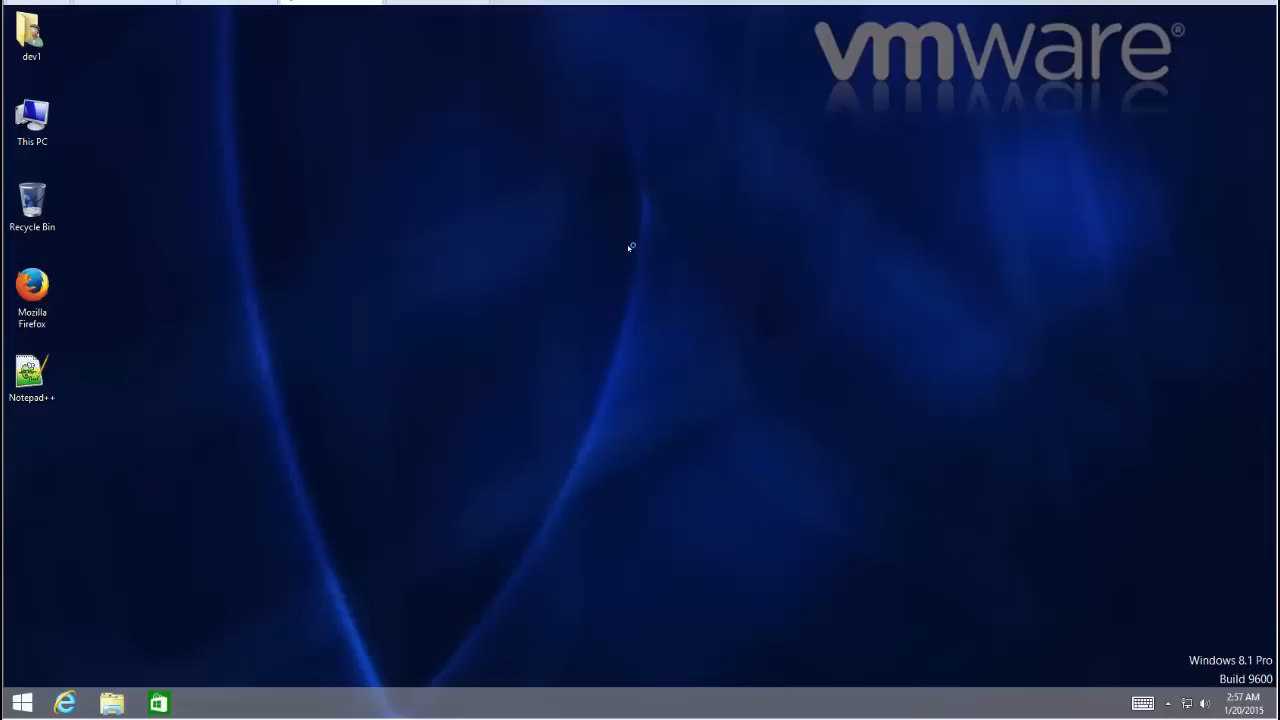 dev1
This PC
Recycle Bin
Mozilla
Firefox
Notepad++
vmware®
Windows 8.1 Pro
Build 9600
2:57 AM
1/20/2015